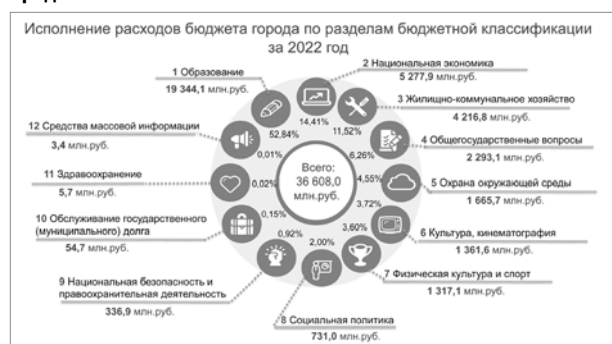 Исполнение расходов бюджета города по разделам бюджетной классификации
за 2022 год
1 Образование
19 344,1 млн.руб.
2 Национальная экономика
5 277,9 млн.руб.
3 Жилищно-коммунальное хозяйство
4 216,8 млн.руб.
4 Общегосударственные вопросы
2 293,1 млн.руб.
5 Охрана окружающей среды
1 665,7 млн.руб.
6 Культура, кинематография
1 361,6 млн.руб.
7 Физическая культура и спорт
1 317,1 млн.руб.
8 Социальная политика
731,0 млн.руб.
9 Национальная безопасность и
правоохранительная деятельность
336,9 млн.руб.
10 Обслуживание государственного
(муниципального) долга
54,7 млн.руб.
11 Здравоохранение
5,7 млн.руб.
12 Средства массовой информации
3,4 млн.руб.
52,84%
14,41%
11,52%
6,26%
4,55%
3,72%
3,60%
2,00%
0,92%
0,15%
0,02%
0,01%
Всего:
36 608,0
млн.руб.